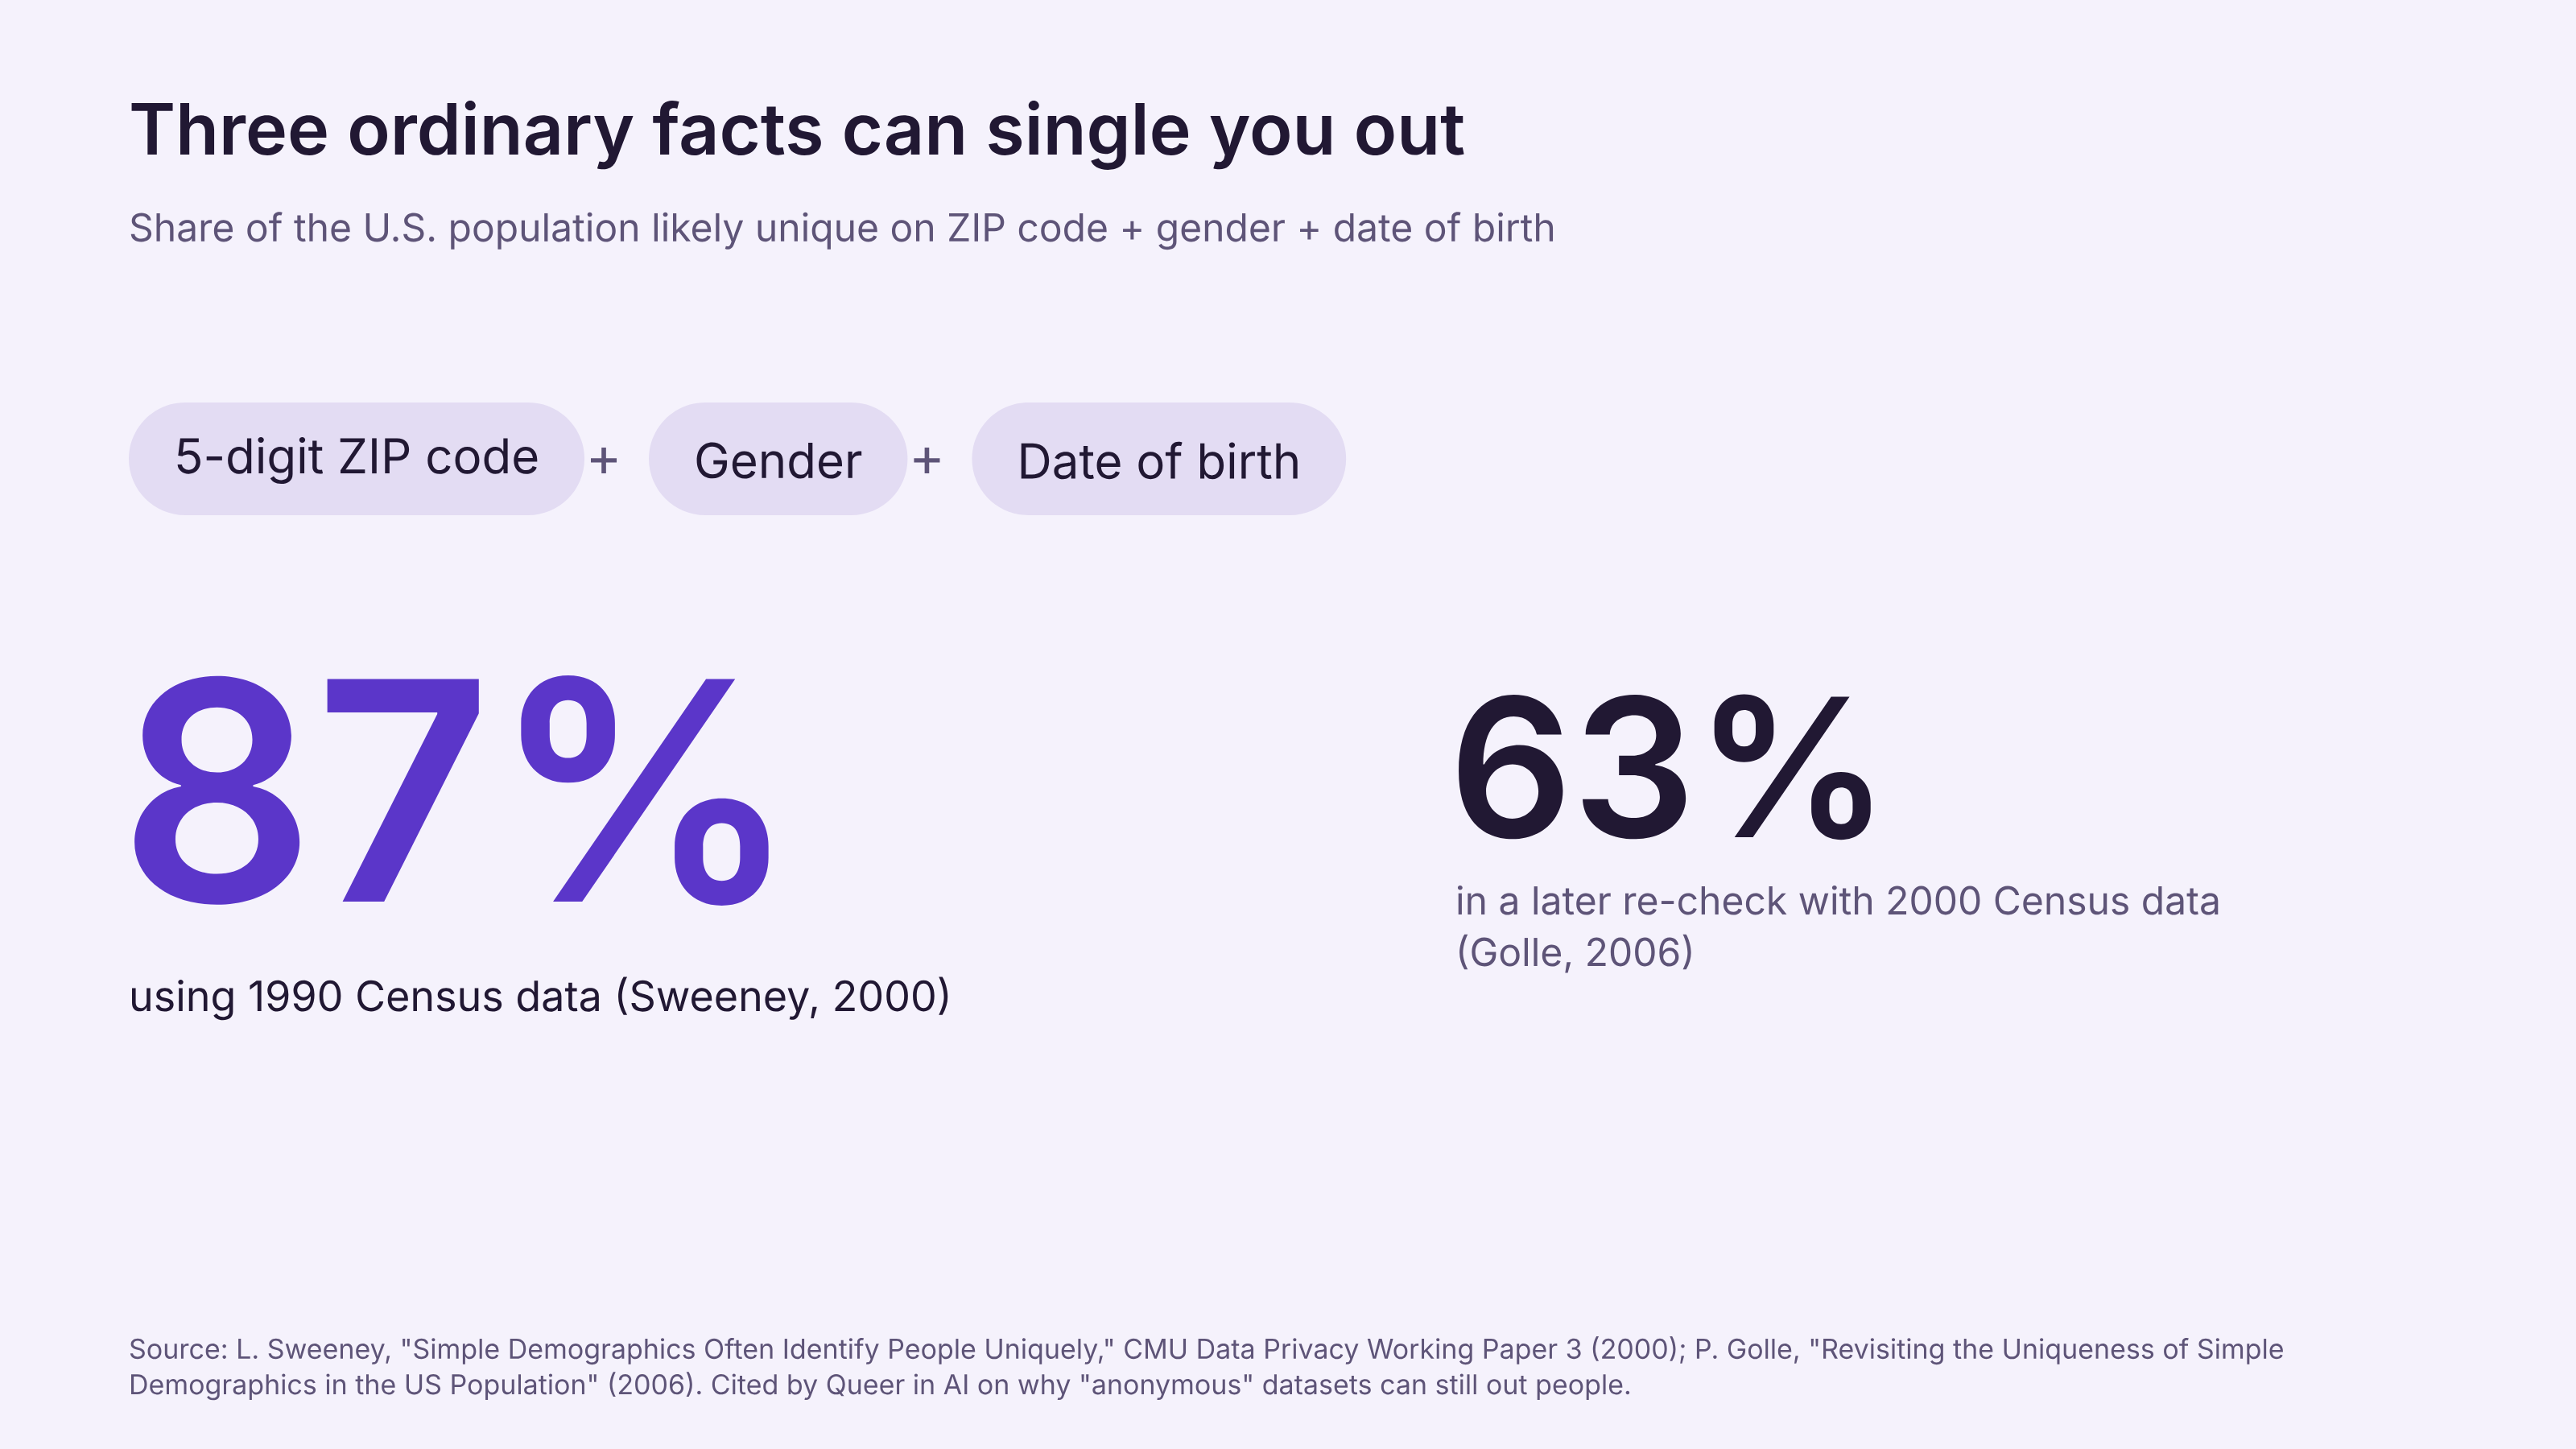 Three ordinary facts can single you out
Share of the U.S. population likely unique on ZIP code + gender + date of birth
5-digit ZIP code + Gender + Date of birth
87%
using 1990 Census data (Sweeney, 2000)
63%
in a later re-check with 2000 Census data
(Golle, 2006)
Source: L. Sweeney, "Simple Demographics Often Identify People Uniquely," CMU Data Privacy Working Paper 3 (2000); P. Golle, "Revisiting the Uniqueness of Simple
Demographics in the US Population" (2006). Cited by Queer in AI on why "anonymous" datasets can still out people.